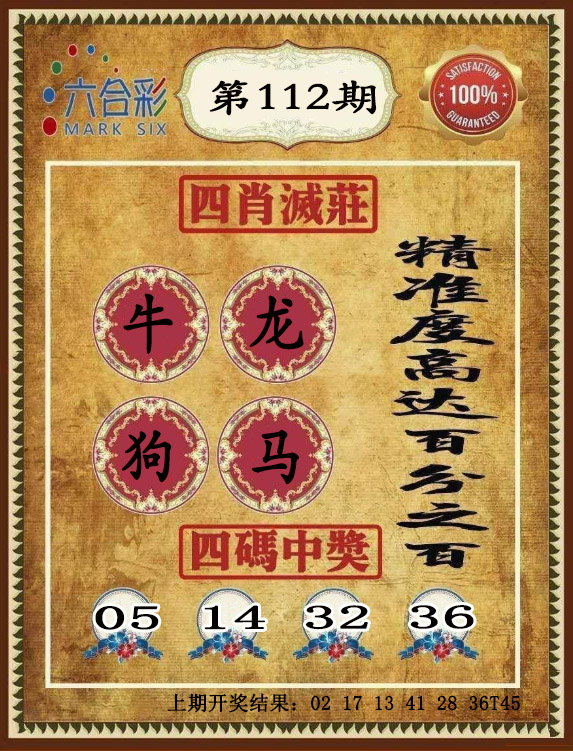 六合彩
MARK SIX
第112期
SATISFACTION
100%
GUARANTEED
四肖滅莊
牛 龙
狗 马
精准度高达百分之百
四碼中獎
05 14 32 36
上期开奖结果：02 17 13 41 28 36T45